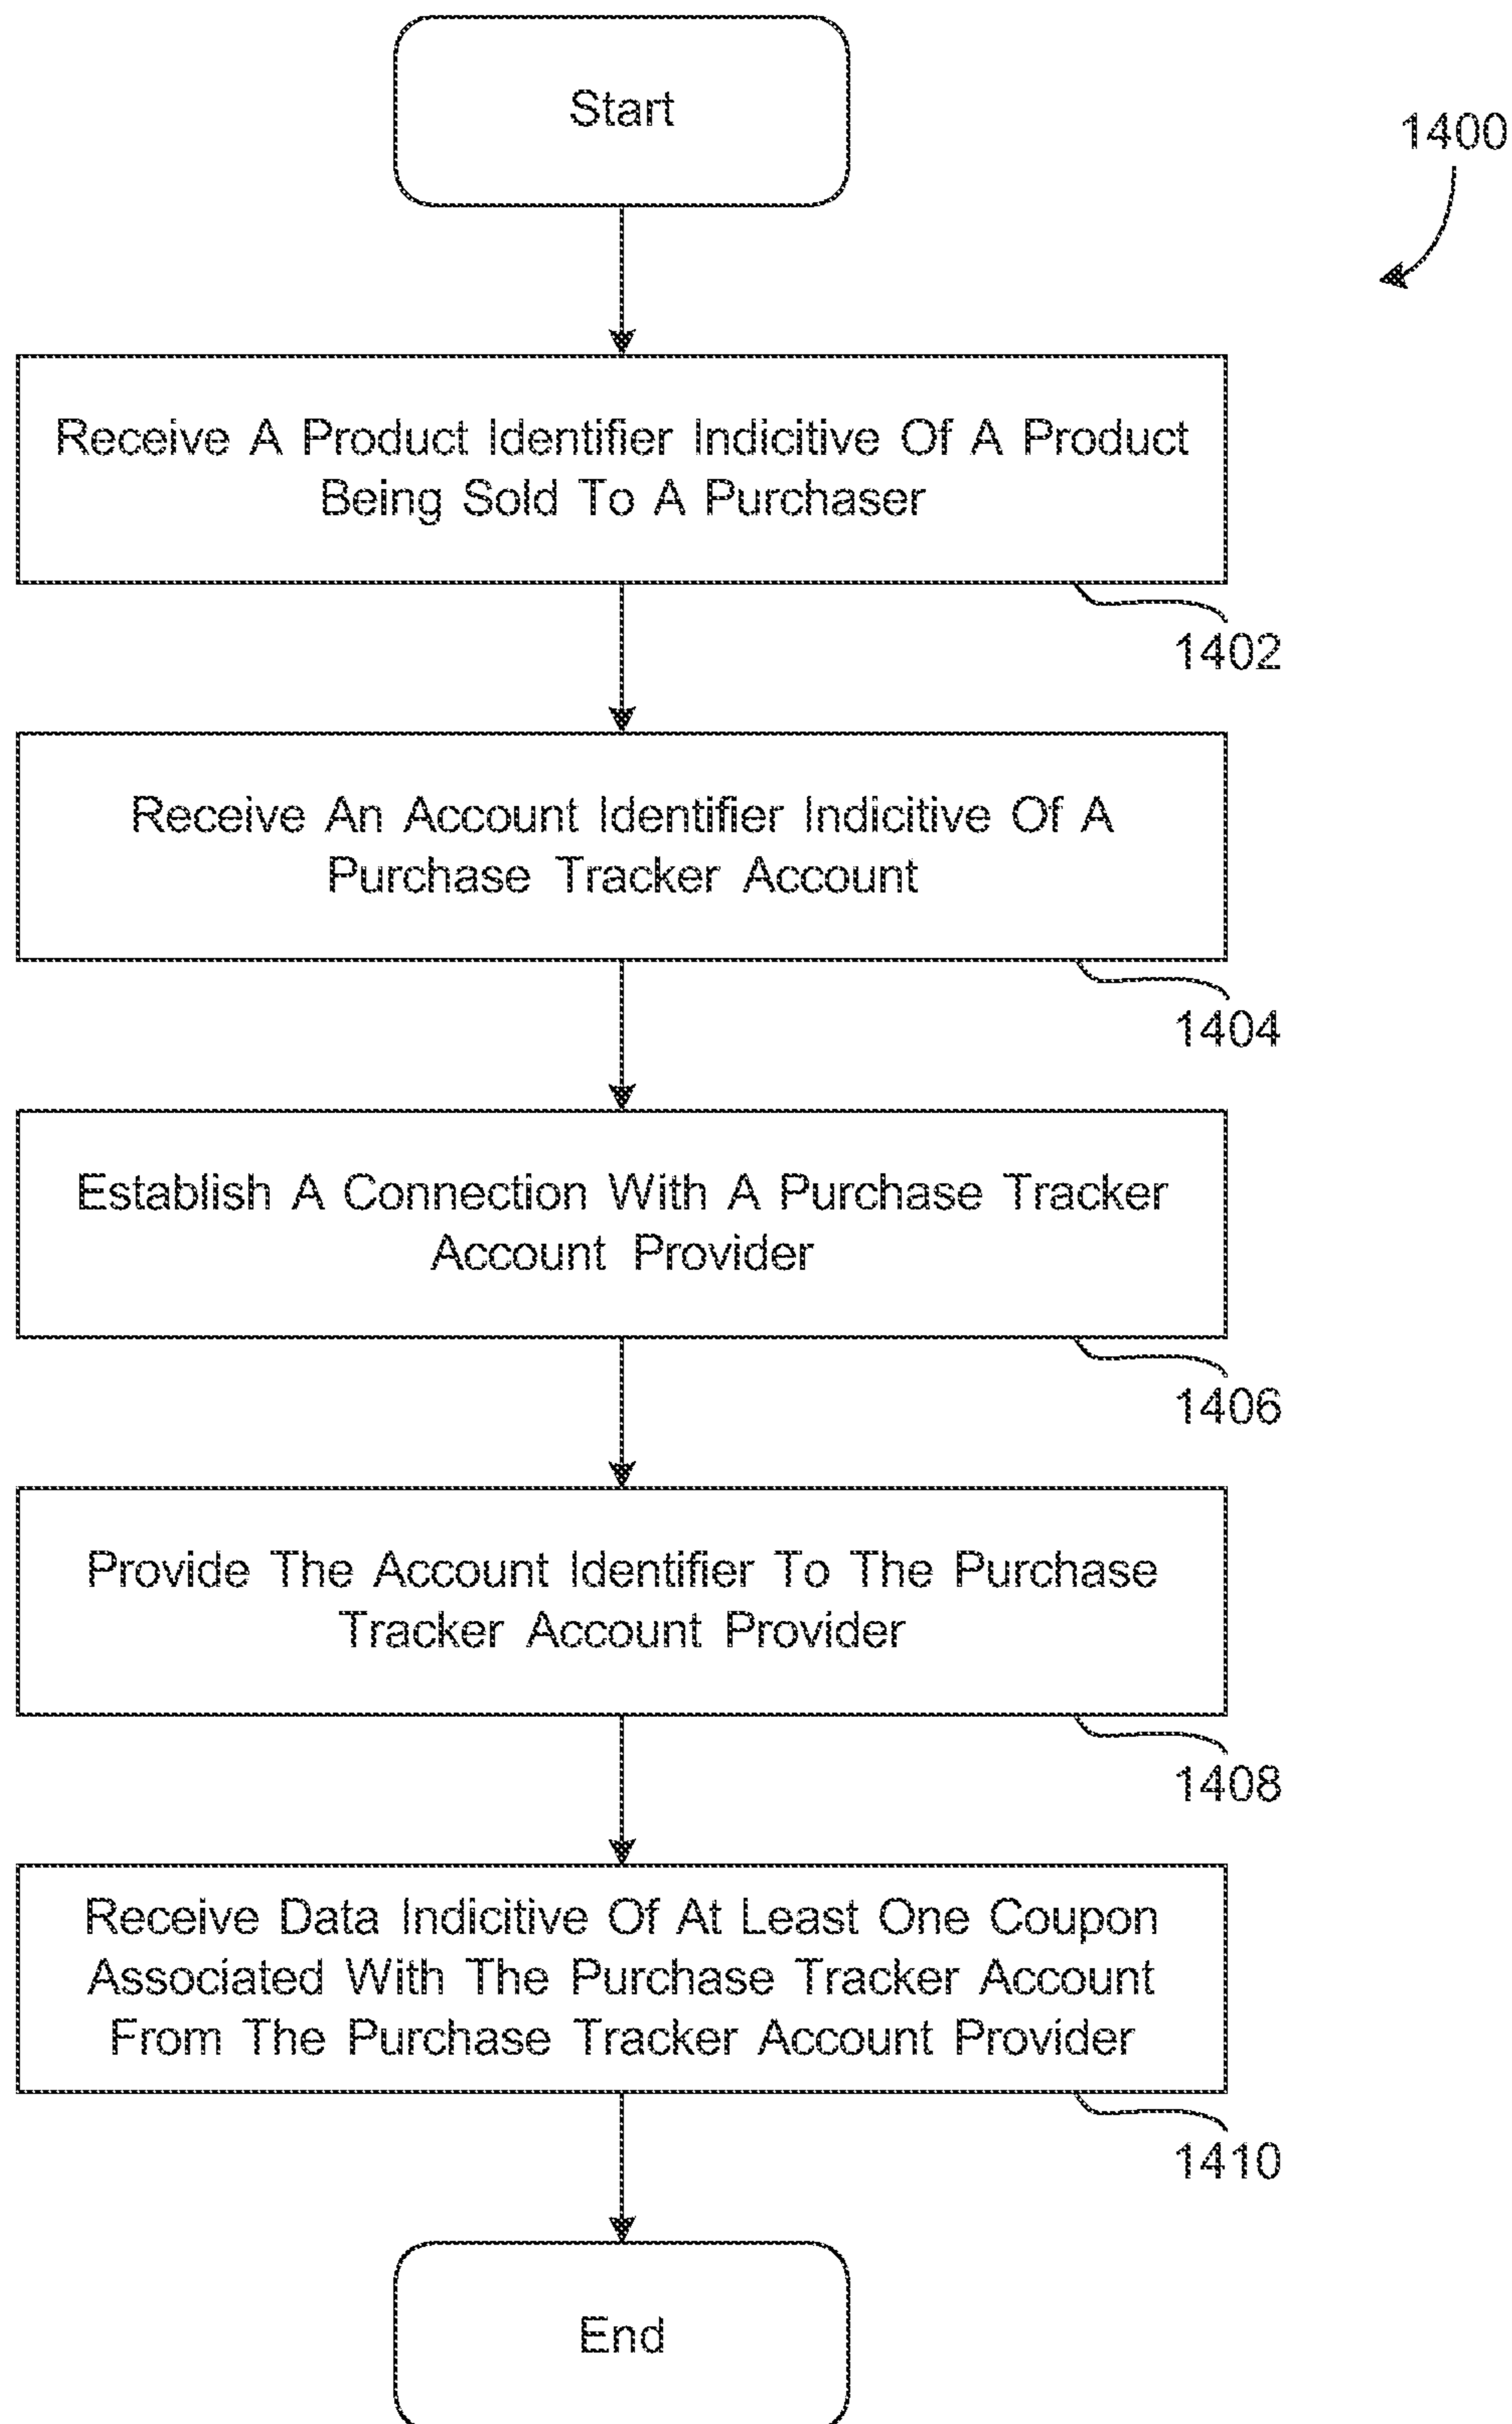 Start
1400
Receive A Product Identifier Indicitive Of A Product
Being Sold To A Purchaser
1402
Receive An Account Identifier Indicitive Of A
Purchase Tracker Account
1404
Establish A Connection With A Purchase Tracker
Account Provider
1406
Provide The Account Identifier To The Purchase
Tracker Account Provider
1408
Receive Data Indicitive Of At Least One Coupon
Associated With The Purchase Tracker Account
From The Purchase Tracker Account Provider
1410
End